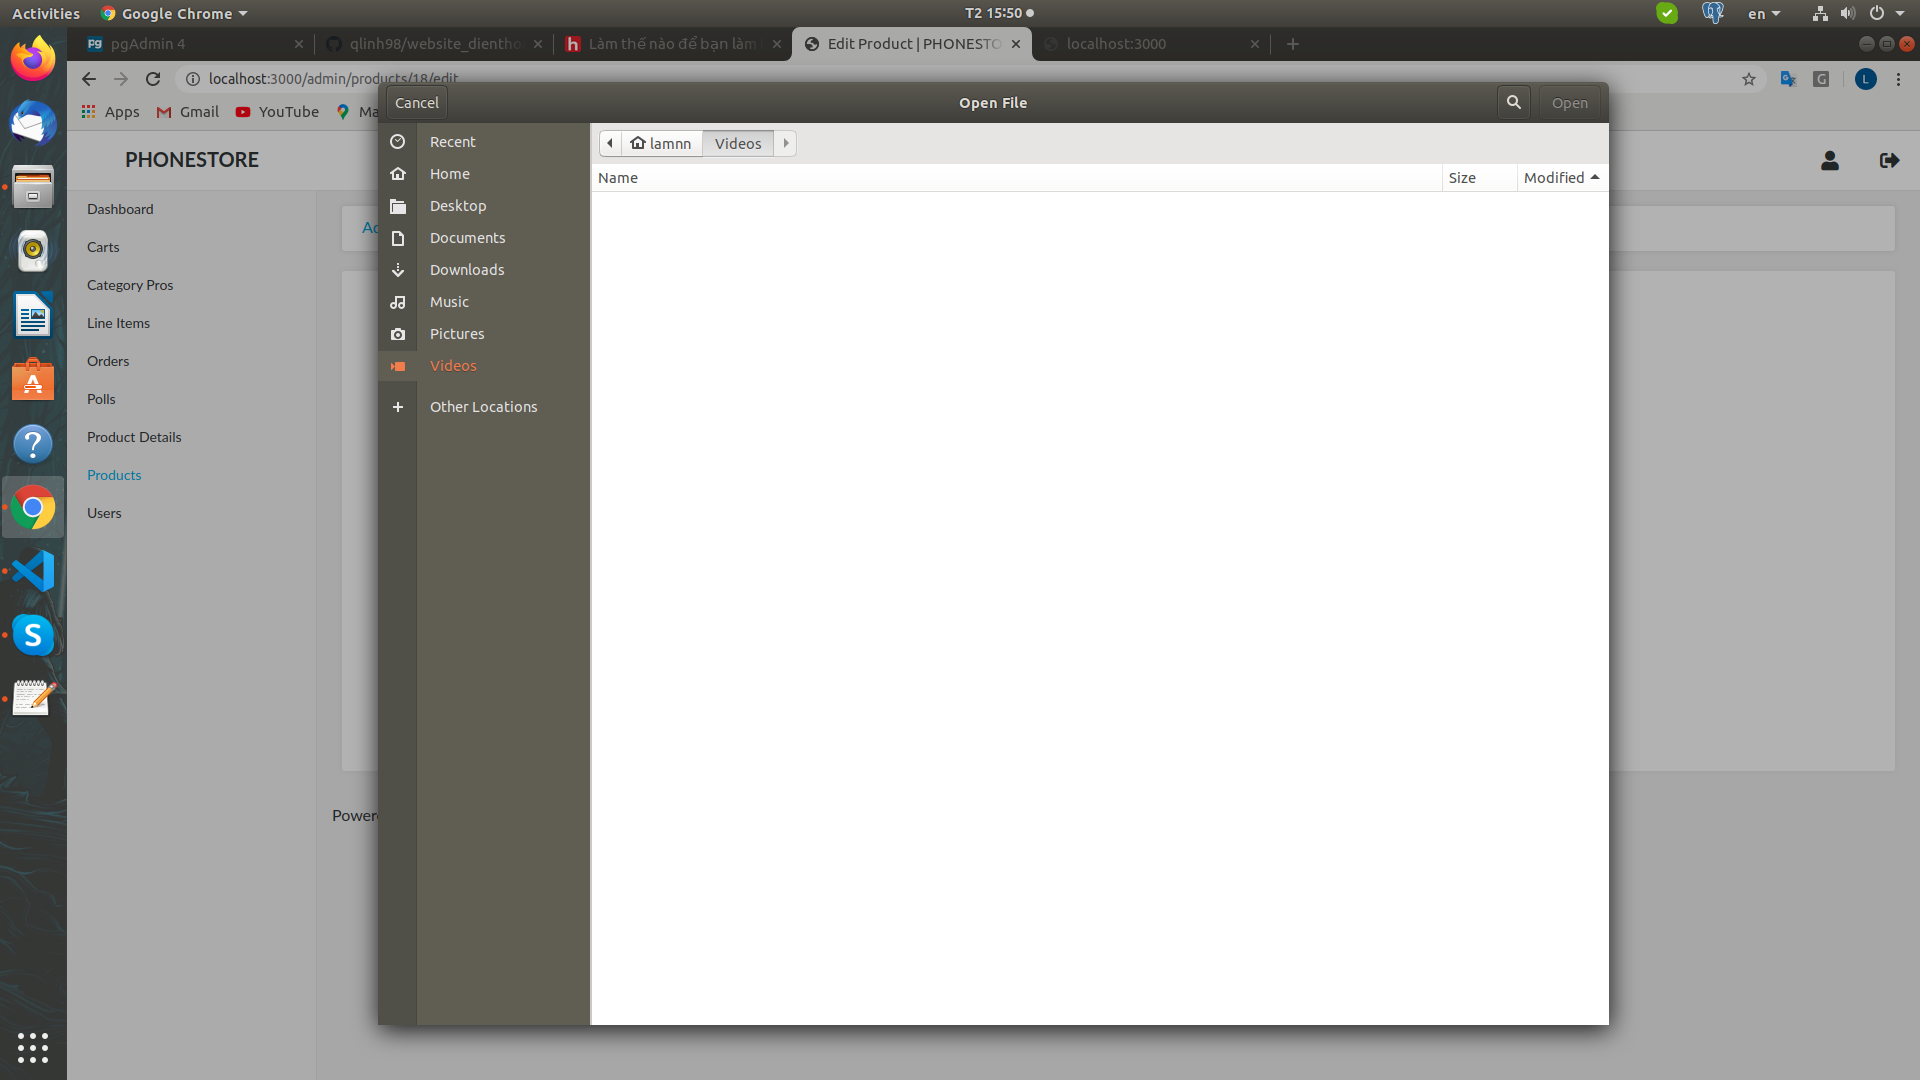 Activities
Google Chrome
T2 15:50
en
pgAdmin 4
qlinh98/website_dientho
Làm thế nào để bạn làm
Edit Product | PHONESTO
localhost:3000
localhost:3000/admin/products/18/edit
G
L
Apps
Gmail
YouTube
Ma
Cancel
Open File
Open
PHONESTORE
Dashboard
Carts
Category Pros
Line Items
Orders
Polls
Product Details
Products
Users
Ad
Recent
Home
Desktop
Documents
Downloads
Music
Pictures
Videos
Other Locations
lamnn
Videos
Name
Size
Modified
Power